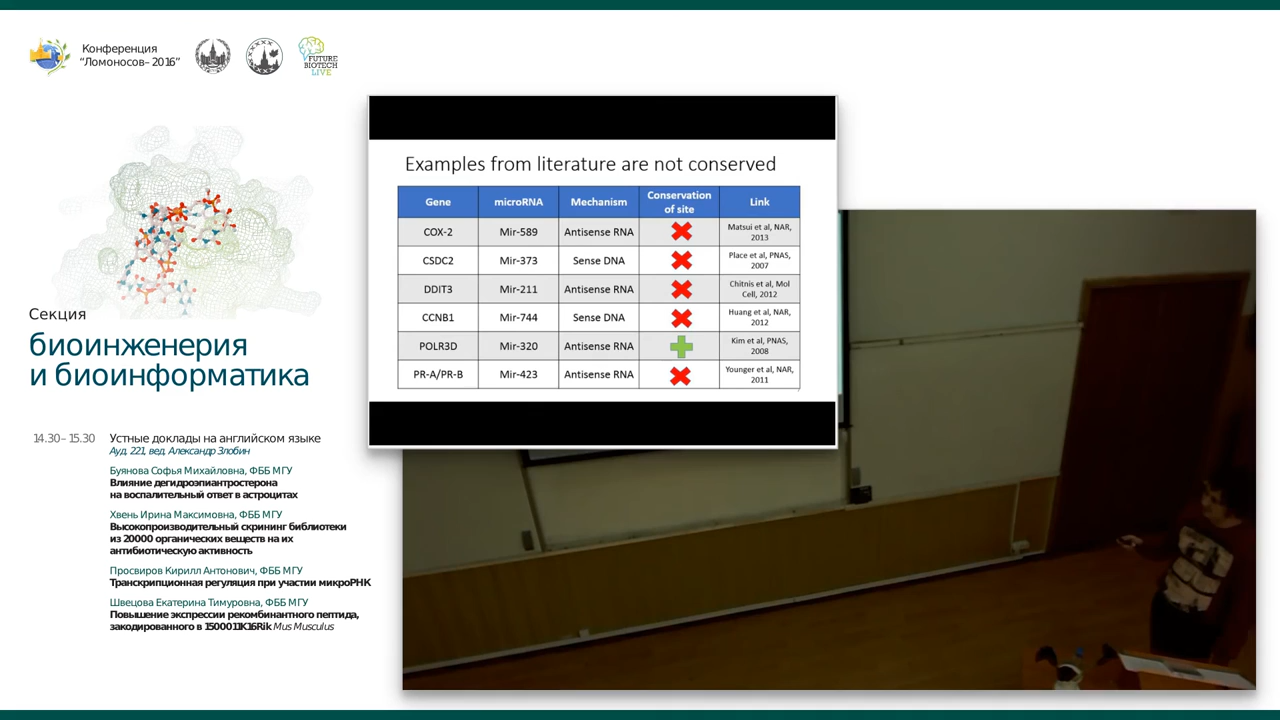 Конференция
“Ломоносов–2016”
FUTURE
BIOTECH
LIVE
Секция
биоинженерия
и биоинформатика
14.30–15.30 Устные доклады на английском языке
Ауд. 221, вед. Александр Злобин
Буянова Софья Михайловна, ФББ МГУ
Влияние дегидроэпиантростерона
на воспалительный ответ в астроцитах
Хвень Ирина Максимовна, ФББ МГУ
Высокопроизводительный скрининг библиотеки
из 20000 органических веществ на их
антибиотическую активность
Просвиров Кирилл Антонович, ФББ МГУ
Транскрипционная регуляция при участии микроРНК
Швецова Екатерина Тимуровна, ФББ МГУ
Повышение экспрессии рекомбинантного пептида,
закодированного в 1500011K16Rik Mus Musculus
Examples from literature are not conserved
Gene microRNA Mechanism Conservation of site Link
COX-2 Mir-589 Antisense RNA Matsui et al, NAR, 2013
CSDC2 Mir-373 Sense DNA Place et al, PNAS, 2007
DDIT3 Mir-211 Antisense RNA Chitnis et al, Mol Cell, 2012
CCNB1 Mir-744 Sense DNA Huang et al, NAR, 2012
POLR3D Mir-320 Antisense RNA Kim et al, PNAS, 2008
PR-A/PR-B Mir-423 Antisense RNA Younger et al, NAR, 2011